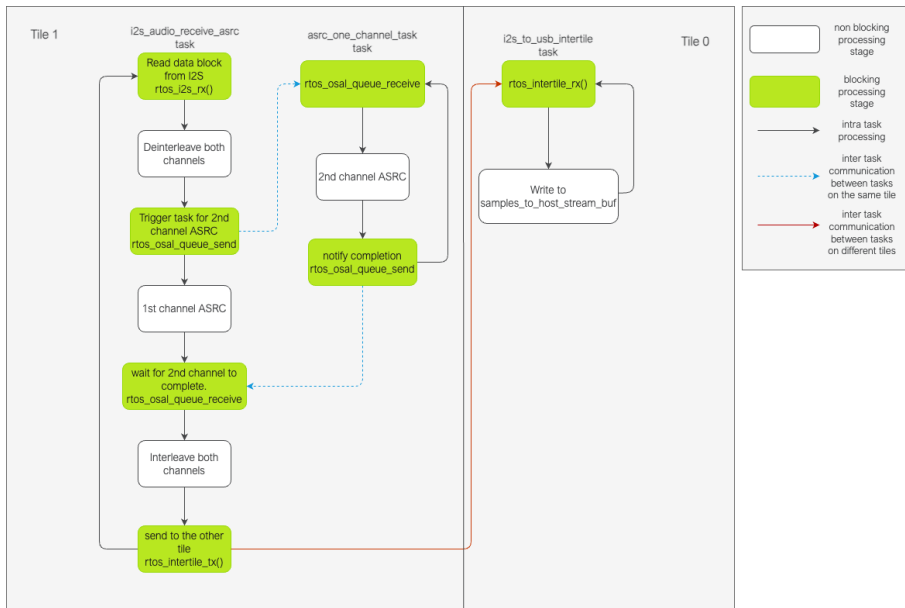 Tile 1
i2s_audio_receive_asrc
task
Read data block
from I2S
rtos_i2s_rx()
Deinterleave both
channels
Trigger task for 2nd
channel ASRC
rtos_osal_queue_send
1st channel ASRC
wait for 2nd channel to
complete.
rtos_osal_queue_receive
Interleave both
channels
send to the other
tile
rtos_intertile_tx()
asrc_one_channel_task
task
rtos_osal_queue_receive
2nd channel ASRC
notify completion
rtos_osal_queue_send
i2s_to_usb_intertile
task
Tile 0
rtos_intertile_rx()
Write to
samples_to_host_stream_buf
non blocking
processing
stage
blocking
processing
stage
intra task
processing
inter task
communication
between tasks
on the same tile
inter task
communication
between tasks
on different tiles